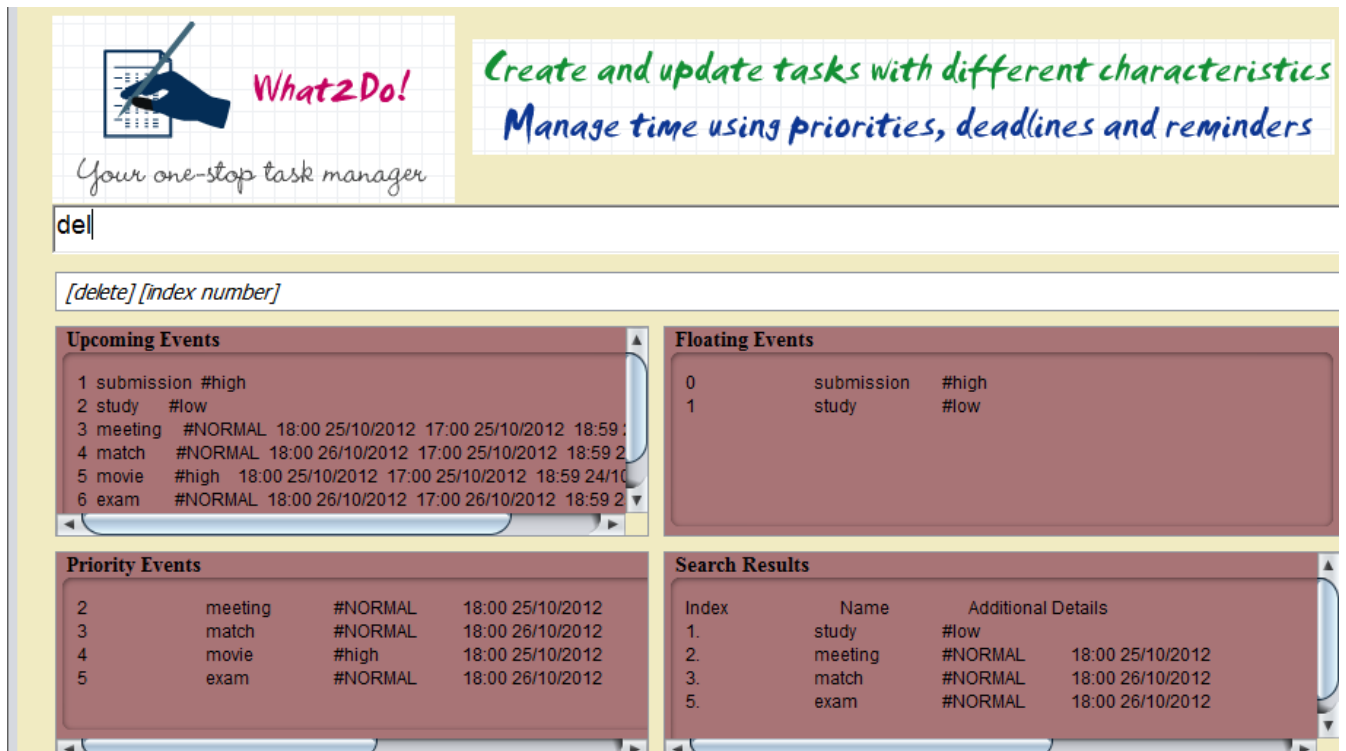 What2Do!
Your one-stop task manager
Create and update tasks with different characteristics
Manage time using priorities, deadlines and reminders
del
[delete] [index number]
Upcoming Events
1 submission #high
2 study #low
3 meeting #NORMAL 18:00 25/10/2012 17:00 25/10/2012 18:59
4 match #NORMAL 18:00 26/10/2012 17:00 25/10/2012 18:59 2
5 movie #high 18:00 25/10/2012 17:00 25/10/2012 18:59 24/10
6 exam #NORMAL 18:00 26/10/2012 17:00 26/10/2012 18:59 2
Floating Events
0 submission #high
1 study #low
Priority Events
2 meeting #NORMAL 18:00 25/10/2012
3 match #NORMAL 18:00 26/10/2012
4 movie #high 18:00 25/10/2012
5 exam #NORMAL 18:00 26/10/2012
Search Results
Index Name Additional Details
1. study #low
2. meeting #NORMAL 18:00 25/10/2012
3. match #NORMAL 18:00 26/10/2012
5. exam #NORMAL 18:00 26/10/2012